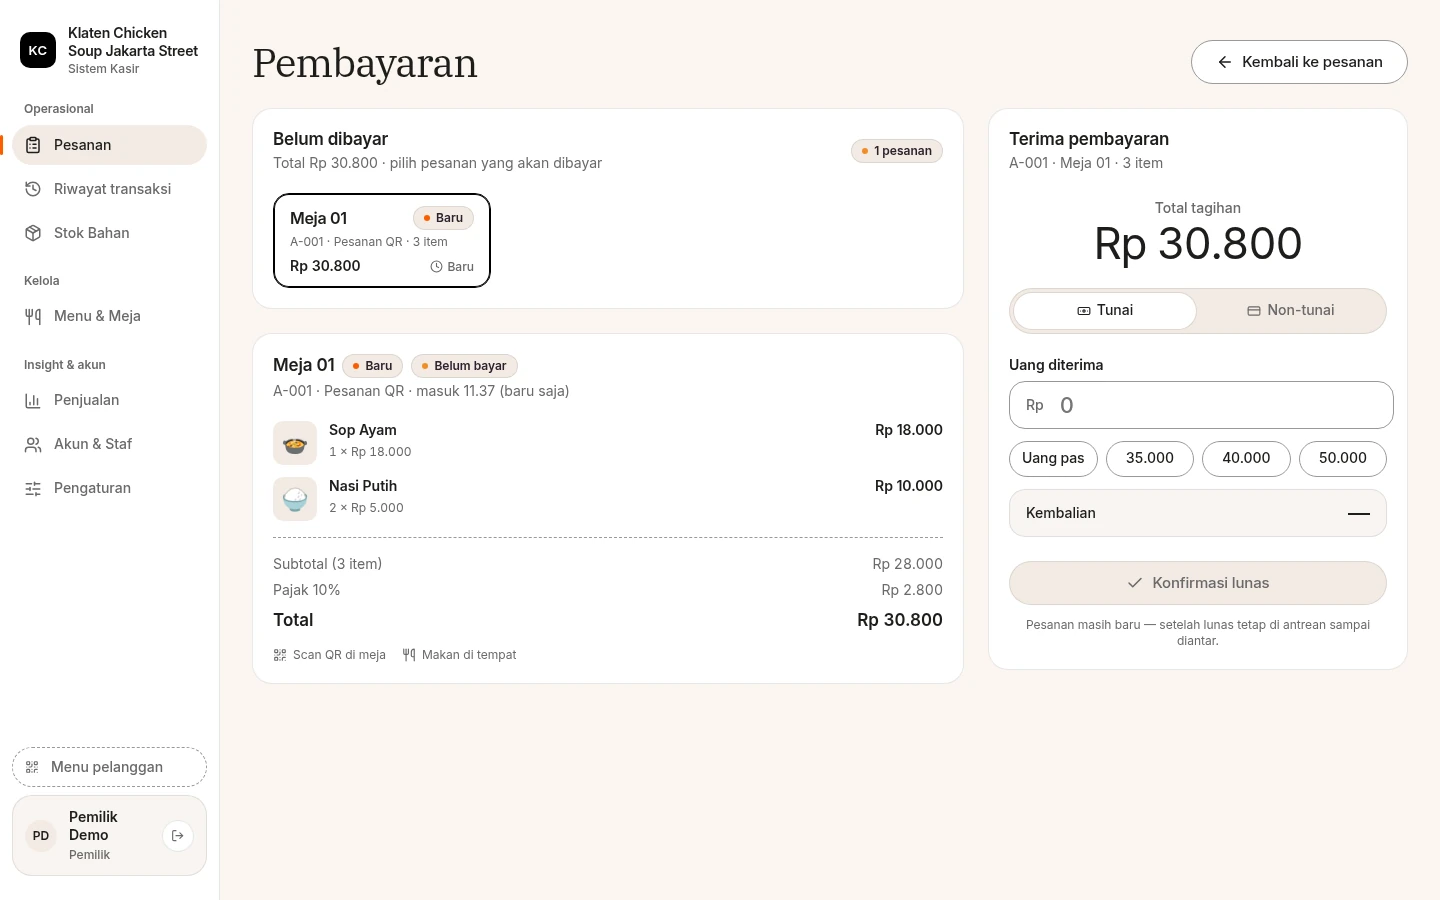 KC
Klaten Chicken
Soup Jakarta Street
Sistem Kasir
Operasional
Pesanan
Riwayat transaksi
Stok Bahan
Kelola
Menu & Meja
Insight & akun
Penjualan
Akun & Staf
Pengaturan
Menu pelanggan
PD
Pemilik
Demo
Pemilik
Pembayaran
Kembali ke pesanan
Belum dibayar
Total Rp 30.800 · pilih pesanan yang akan dibayar
1 pesanan
Meja 01
Baru
A-001 · Pesanan QR · 3 item
Rp 30.800
Baru
Meja 01
Baru
Belum bayar
A-001 · Pesanan QR · masuk 11.37 (baru saja)
Sop Ayam
Rp 18.000
1 × Rp 18.000
Nasi Putih
Rp 10.000
2 × Rp 5.000
Subtotal (3 item)
Rp 28.000
Pajak 10%
Rp 2.800
Total
Rp 30.800
Scan QR di meja
Makan di tempat
Terima pembayaran
A-001 · Meja 01 · 3 item
Total tagihan
Rp 30.800
Tunai
Non-tunai
Uang diterima
Rp 0
Uang pas
35.000
40.000
50.000
Kembalian
—
Konfirmasi lunas
Pesanan masih baru — setelah lunas tetap di antrean sampai
diantar.